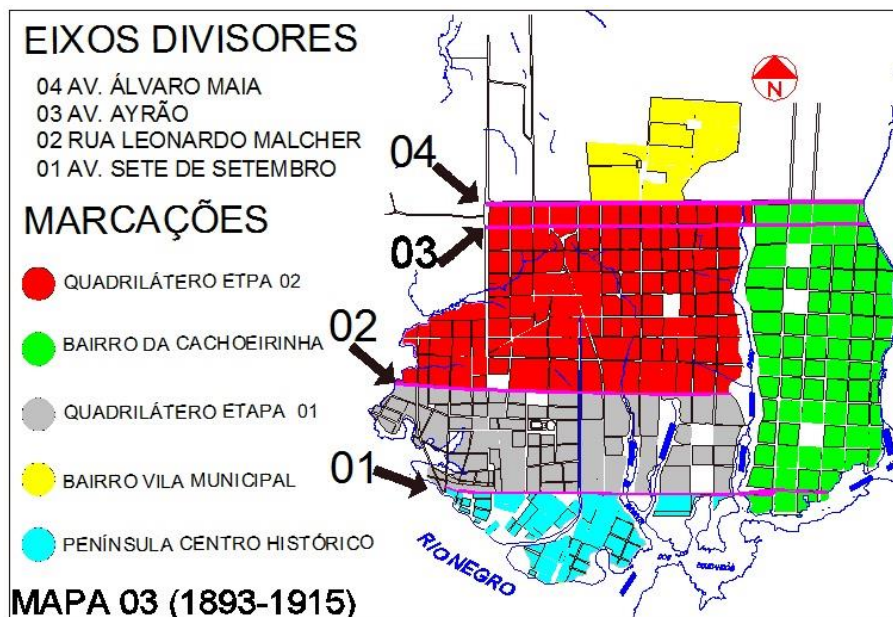 EIXOS DIVISORES
04 AV. ÁLVARO MAIA
03 AV. AYRÃO
02 RUA LEONARDO MALCHER
01 AV. SETE DE SETEMBRO
MARCAÇÕES
QUADRILÁTERO ETPA 02
BAIRRO DA CACHOEIRINHA
QUADRILÁTERO ETAPA 01
BAIRRO VILA MUNICIPAL
PENÍNSULA CENTRO HISTÓRICO
MAPA 03 (1893-1915)
N
04
03
02
01
RIO NEGRO